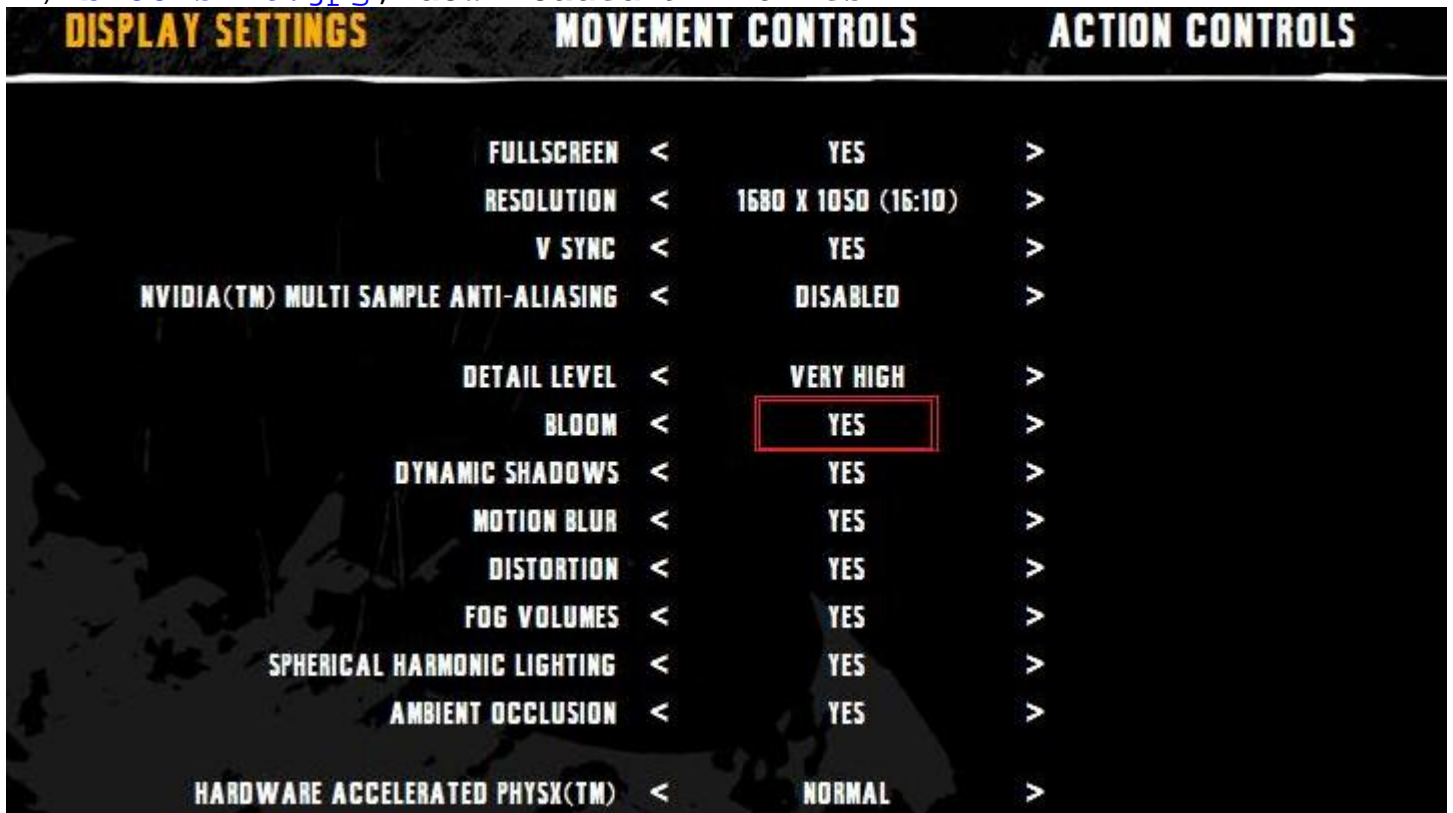 DISPLAY SETTINGS MOVEMENT CONTROLS ACTION CONTROLS
FULLSCREEN < YES >
RESOLUTION < 1680 X 1050 (16:10) >
V SYNC < YES >
NVIDIA(TM) MULTI SAMPLE ANTI-ALIASING < DISABLED >
DETAIL LEVEL < VERY HIGH >
BLOOM < YES >
DYNAMIC SHADOWS < YES >
MOTION BLUR < YES >
DISTORTION < YES >
FOG VOLUMES < YES >
SPHERICAL HARMONIC LIGHTING < YES >
AMBIENT OCCLUSION < YES >
HARDWARE ACCELERATED PHYSX(TM) < NORMAL >